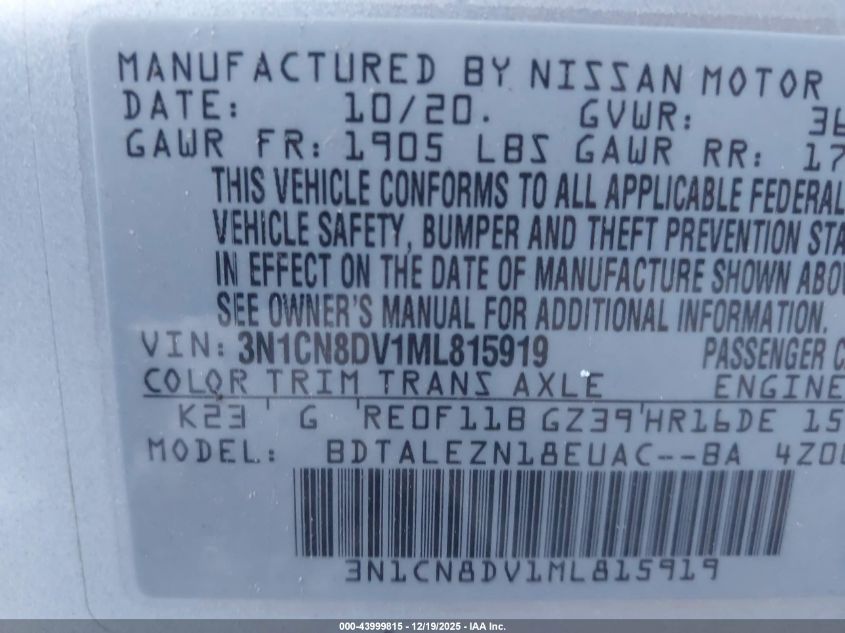 MANUFACTURED BY NISSAN MOTOR
DATE: 10/20. GVWR: 36
GAWR FR: 1905 LBS GAWR RR: 17
THIS VEHICLE CONFORMS TO ALL APPLICABLE FEDERAL
VEHICLE SAFETY, BUMPER AND THEFT PREVENTION STA
IN EFFECT ON THE DATE OF MANUFACTURE SHOWN ABOV
SEE OWNER'S MANUAL FOR ADDITIONAL INFORMATION.
VIN: 3N1CN8DV1ML815919 PASSENGER C
COLOR TRIM TRANS AXLE ENGINE
K23 G RE0F11B GZ39 HR16DE 15
MODEL: BDTALEZN18EUAC--BA 4Z0
3N1CN8DV1ML815919
000-43999815 - 12/19/2025 - IAA Inc.